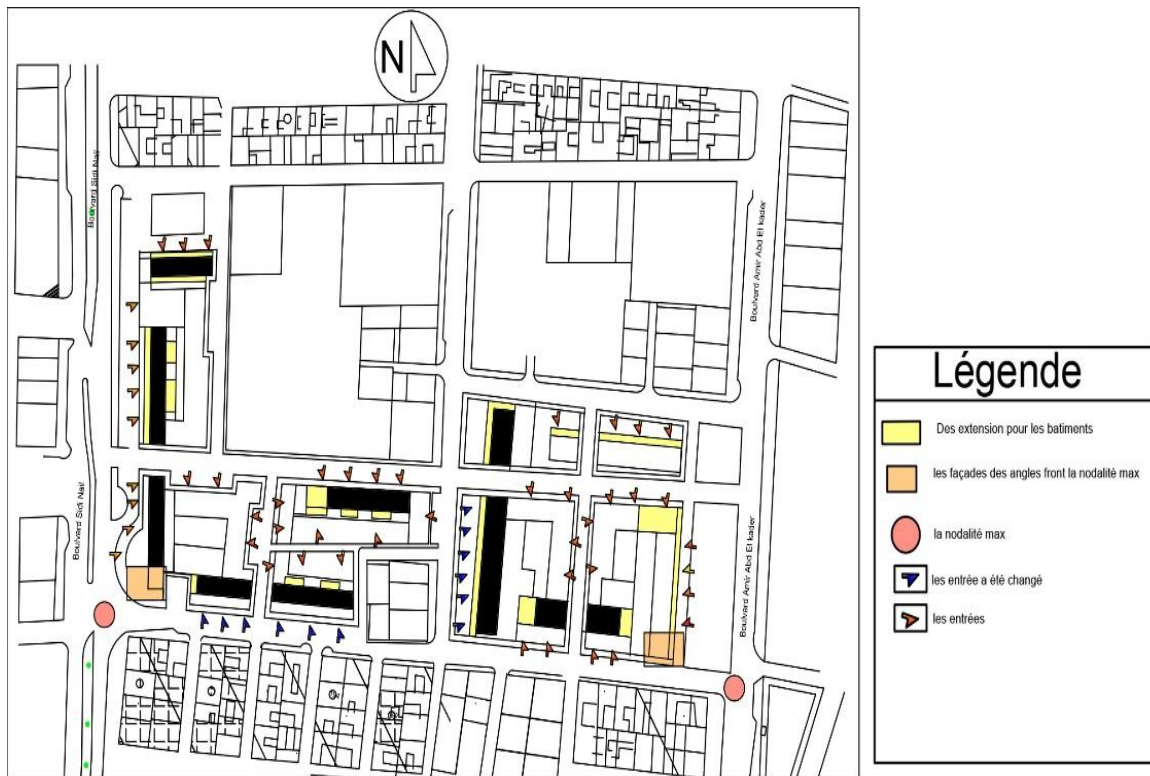 N
Boulvard Sidi Nail
Boulvard Amir Abd El kader
Boulvard Sidi Nail
Boulvard Amir Abd El kader
Légende
Des extension pour les batiments
les façades des angles front la nodalité max
la nodalité max
les entrée a été changé
les entrées